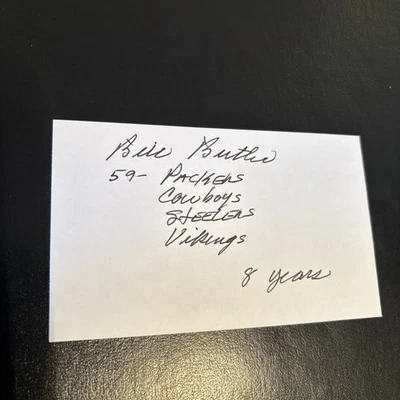 Bill Butler
59- PACKERS
Cowboys
STEELERS
Vikings
8 years